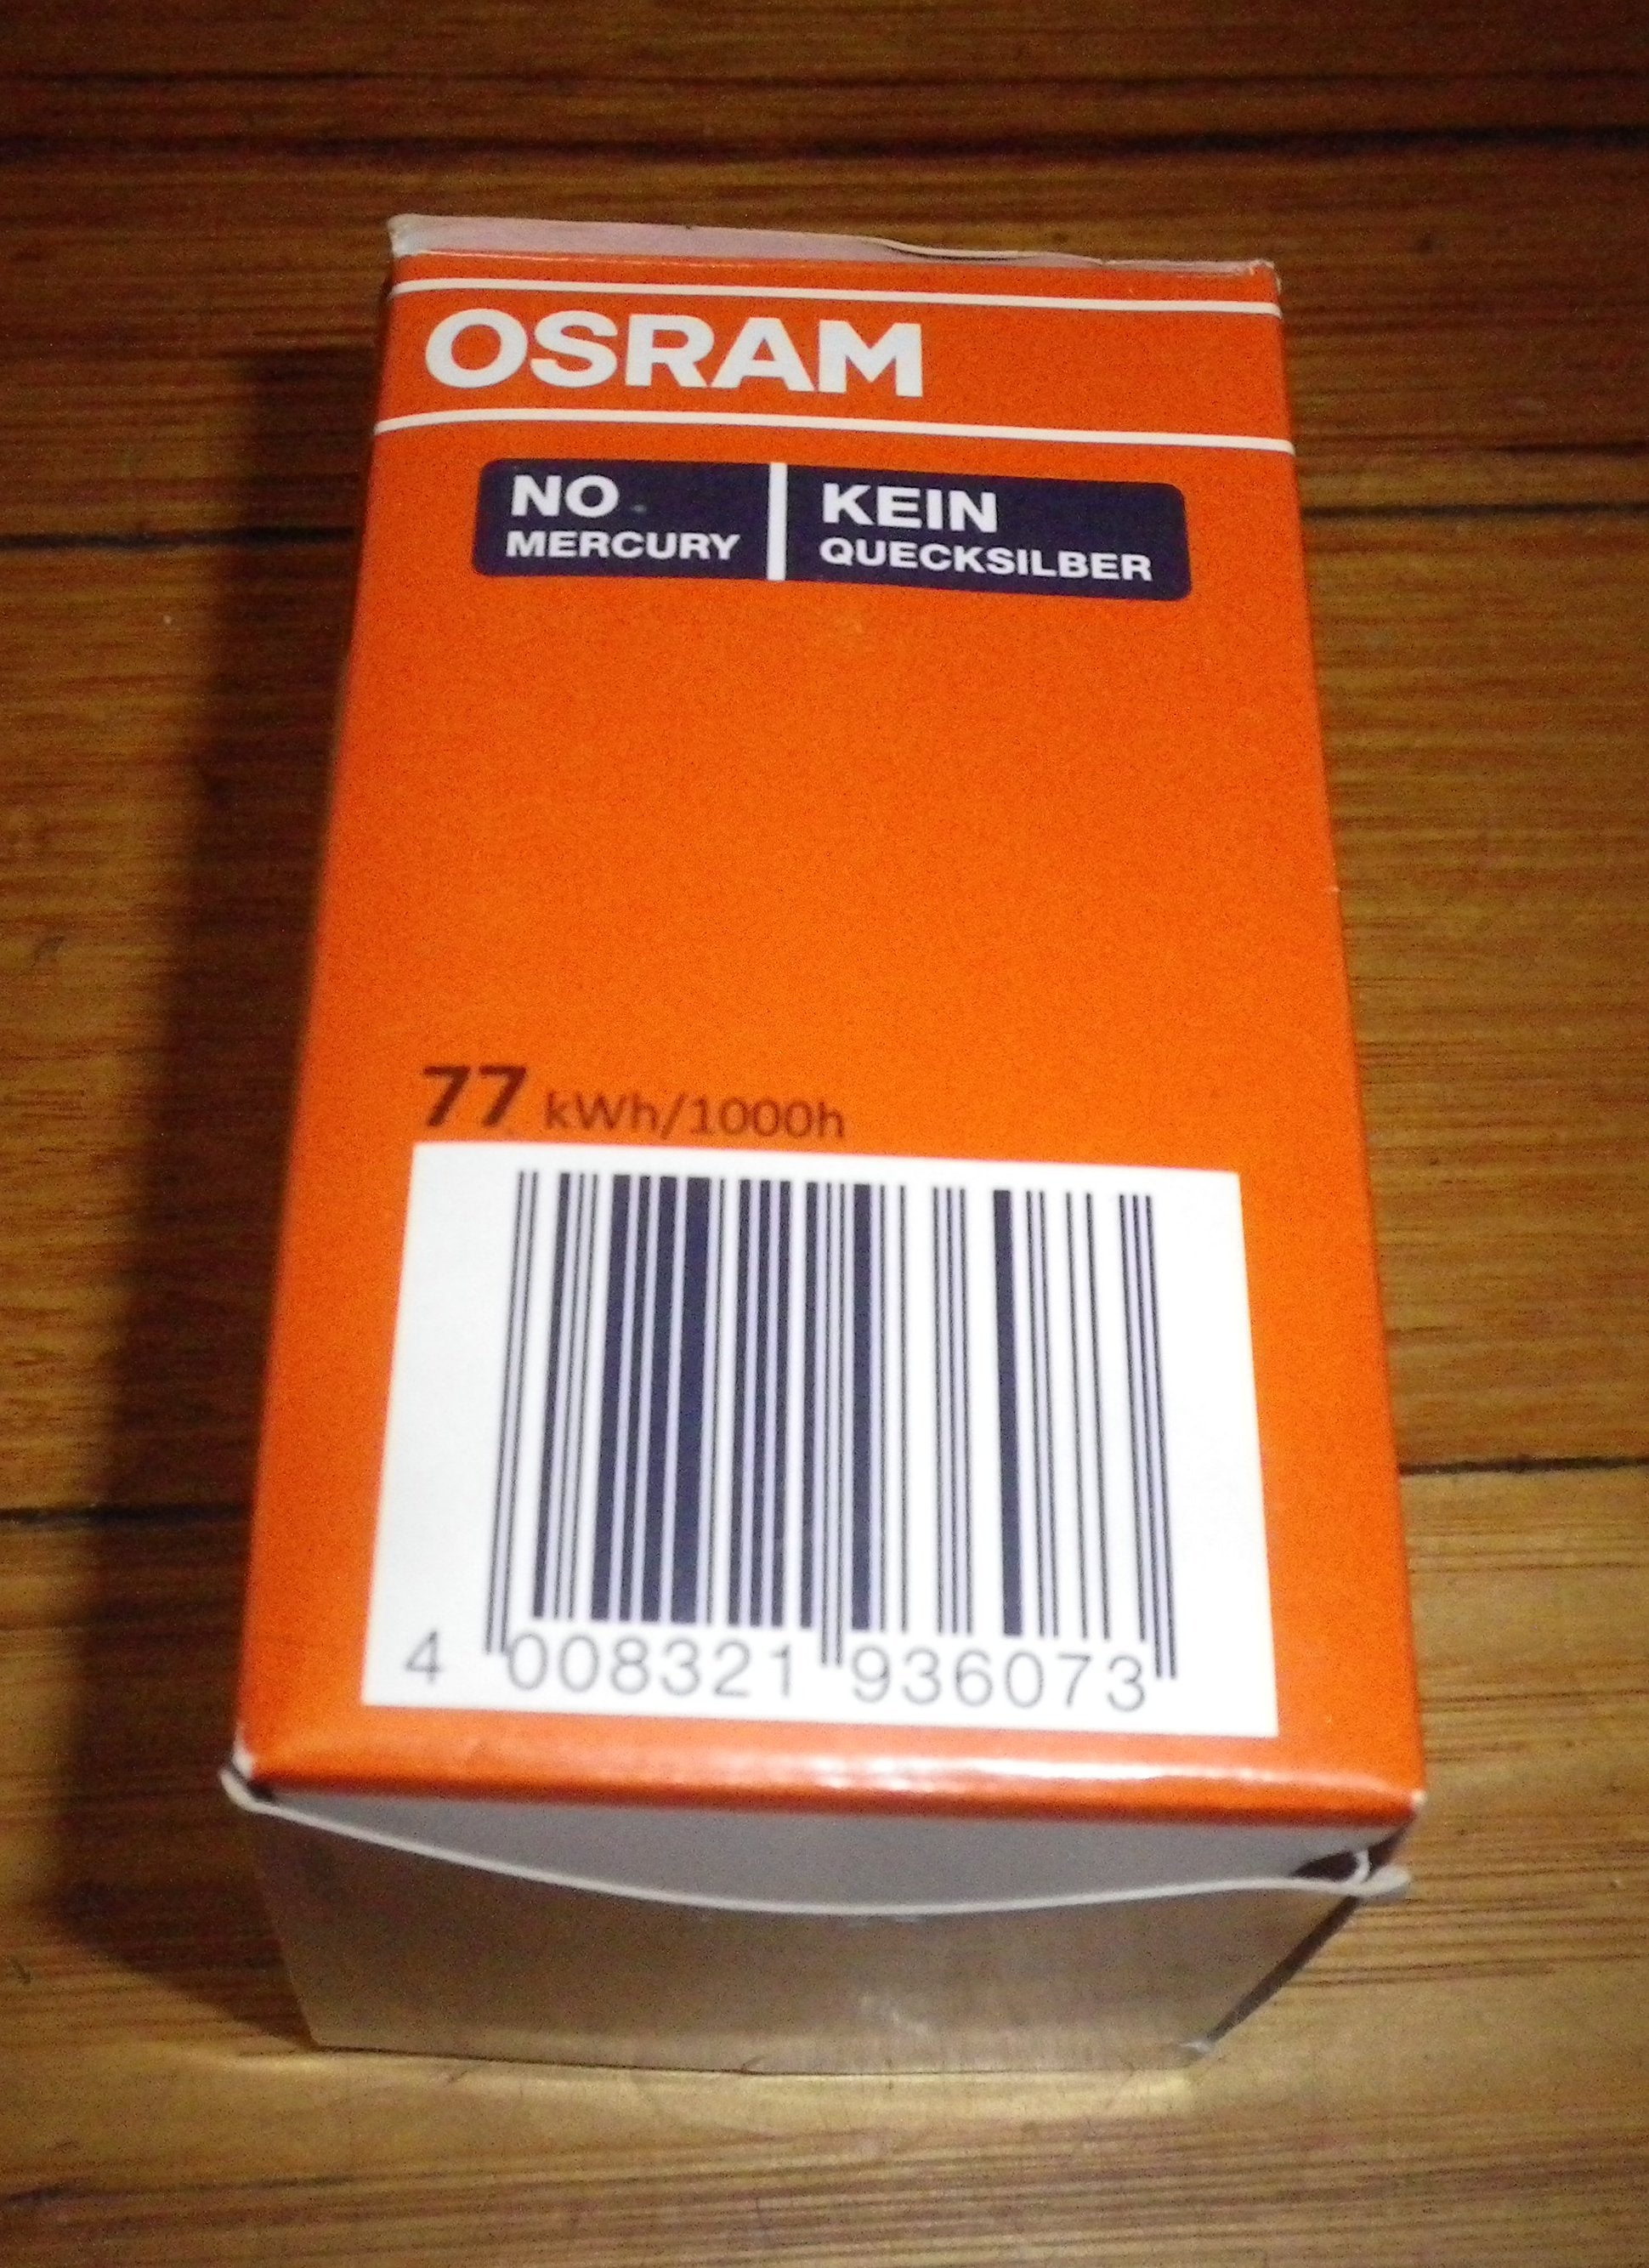 OSRAM
NO
MERCURY
KEIN
QUECKSILBER
77 kWh/1000h
4 008321 936073